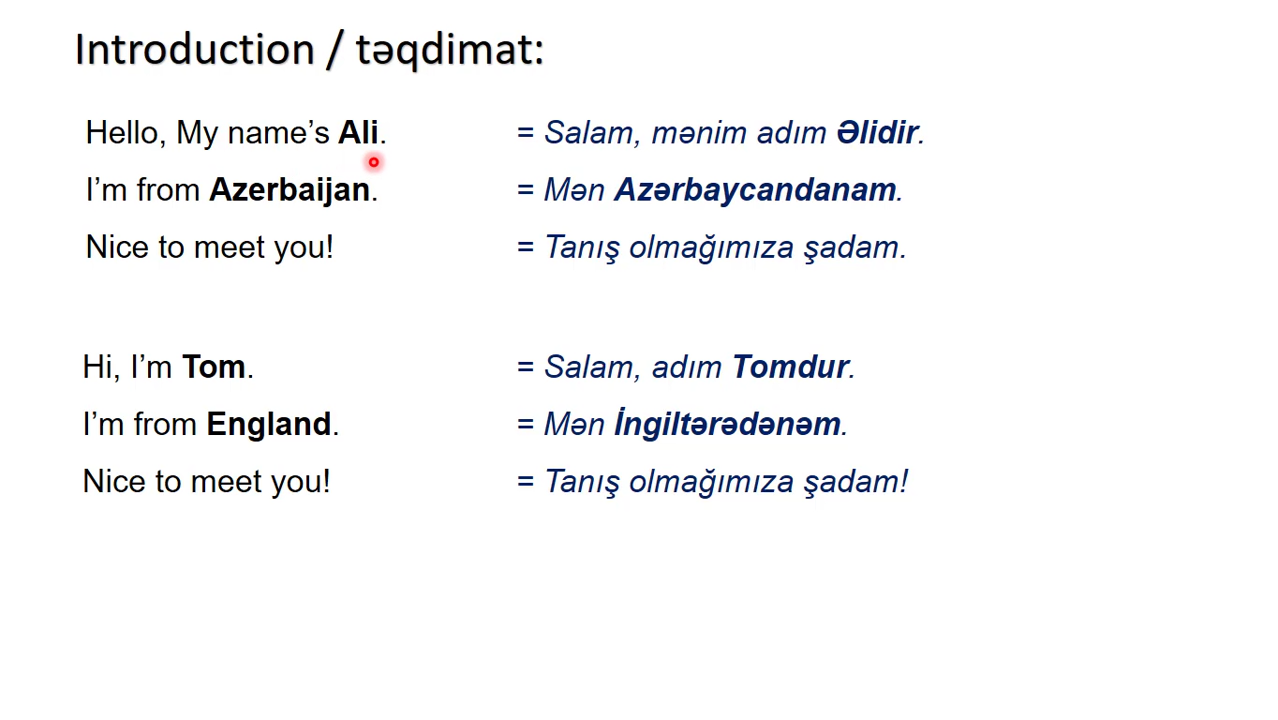 Introduction / təqdimat:
Hello, My name’s Ali. = Salam, mənim adım Əlidir.
I’m from Azerbaijan. = Mən Azərbaycandanam.
Nice to meet you! = Tanış olmağımıza şadam.
Hi, I’m Tom. = Salam, adım Tomdur.
I’m from England. = Mən İngiltərədənəm.
Nice to meet you! = Tanış olmağımıza şadam!